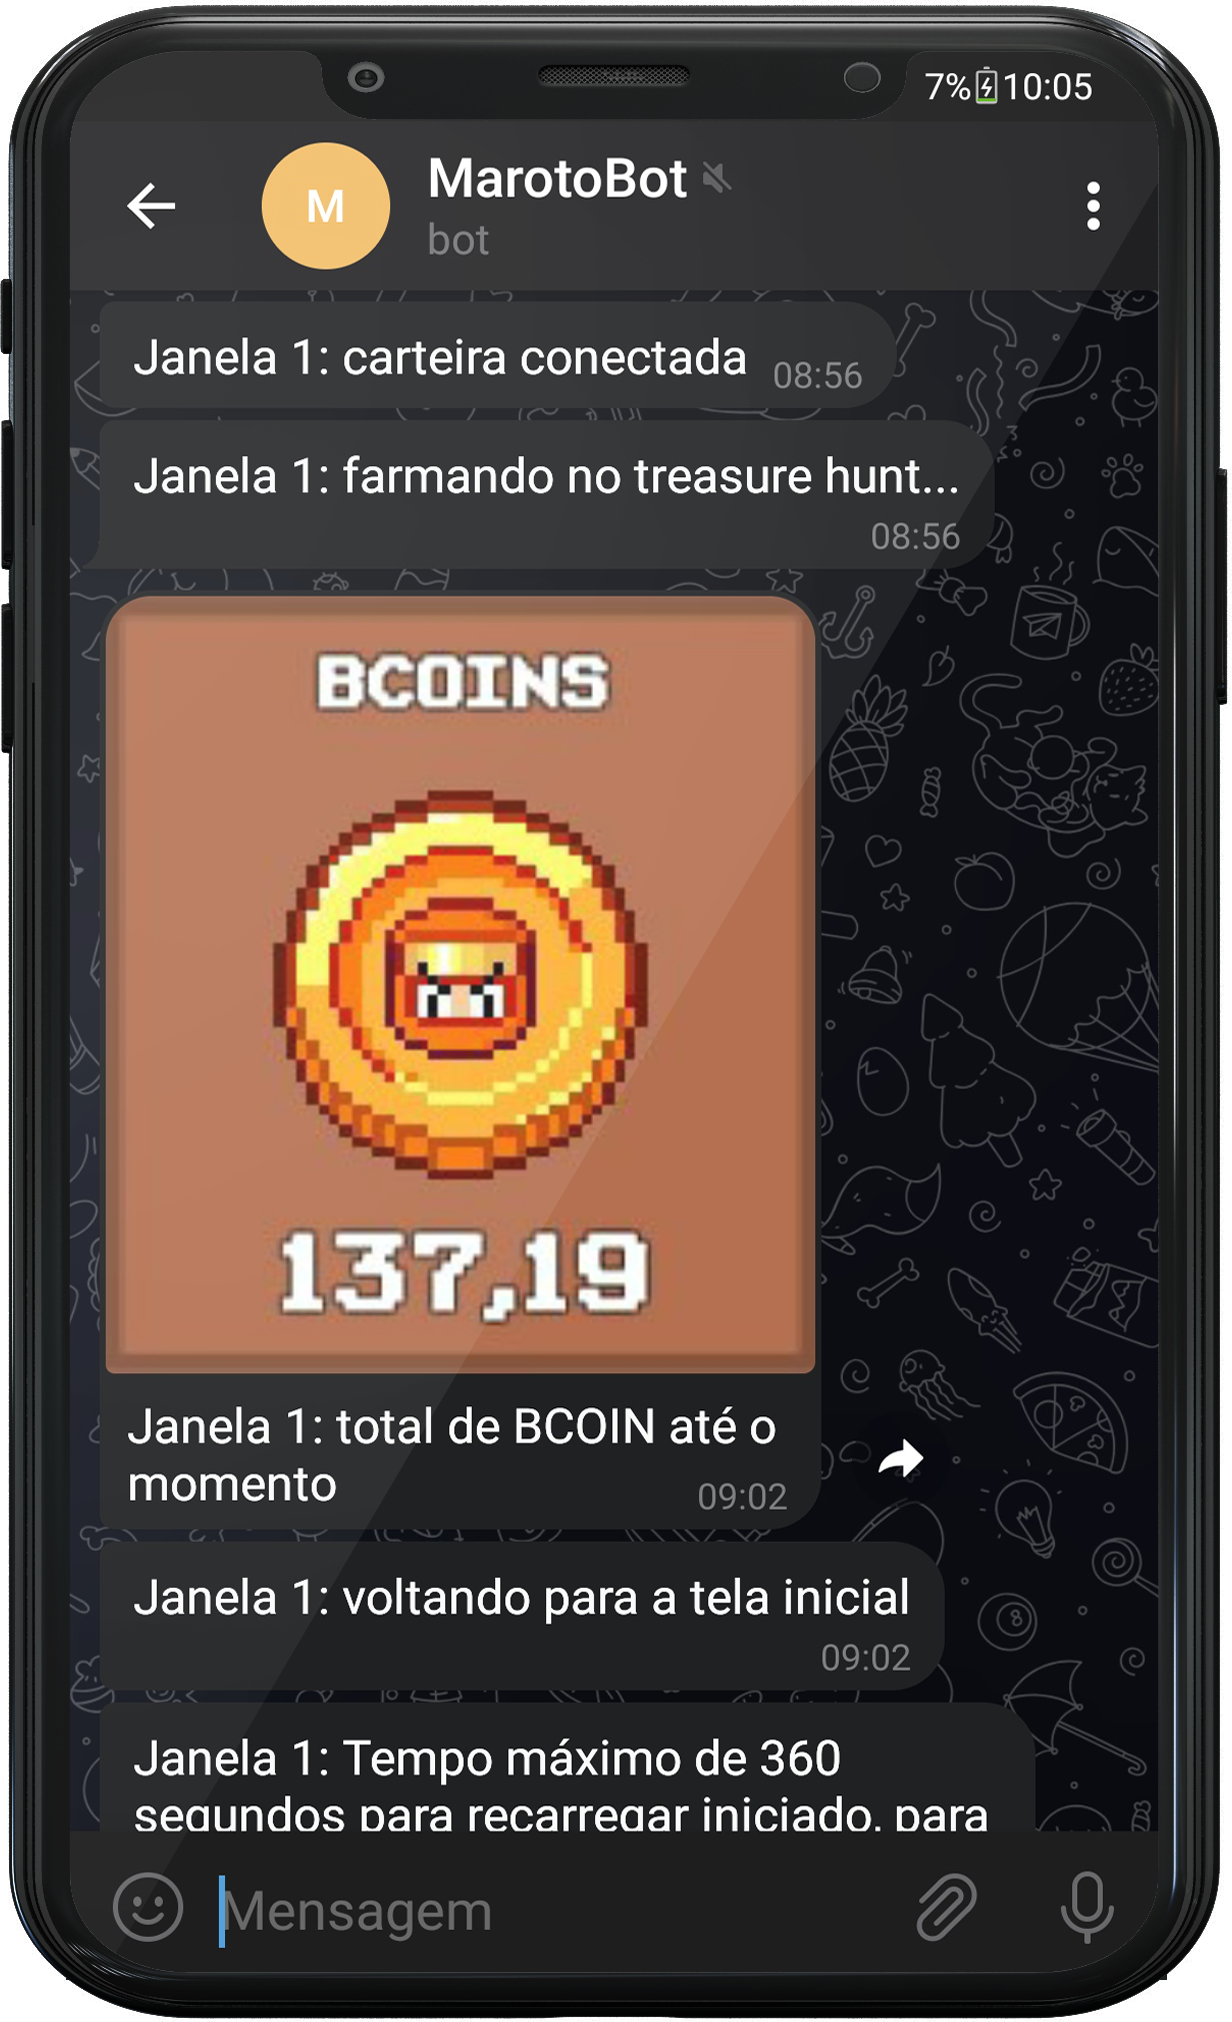 7% 10:05
M
MarotoBot
bot
Janela 1: carteira conectada 08:56
Janela 1: farmando no treasure hunt...
08:56
BCOINS
137,19
Janela 1: total de BCOIN até o
momento 09:02
Janela 1: voltando para a tela inicial
09:02
Janela 1: Tempo máximo de 360
segundos para recarregar iniciado, para
Mensagem